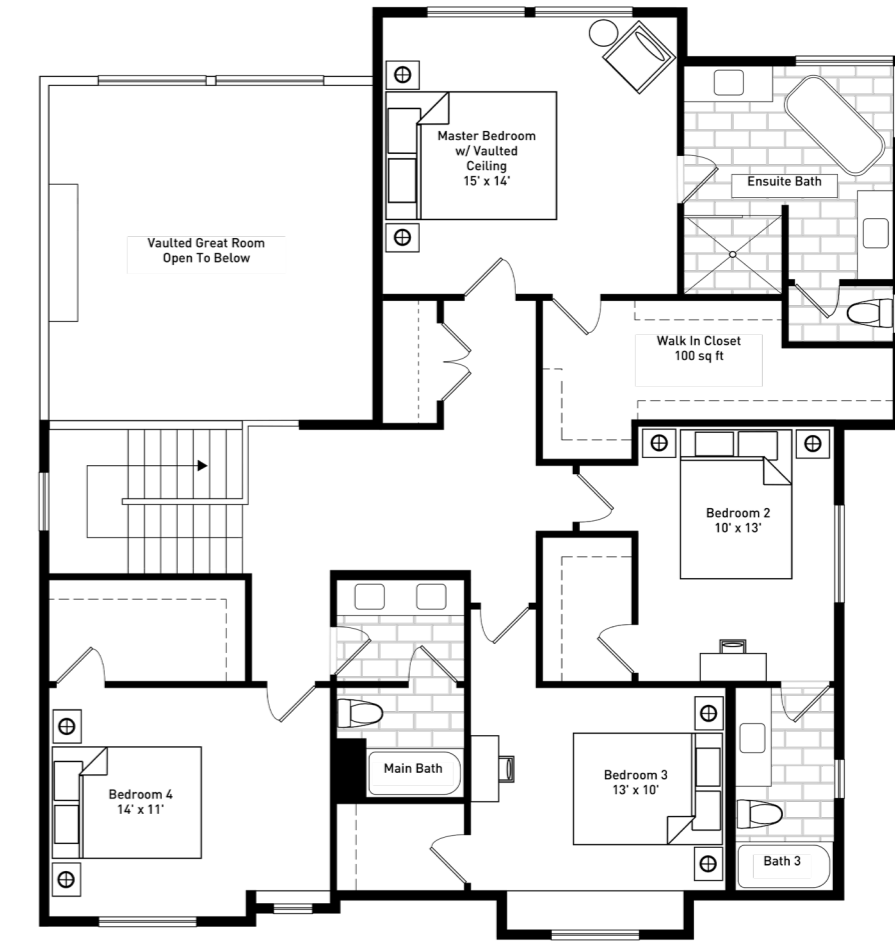 Master Bedroom
w/ Vaulted
Ceiling
15' x 14'
Ensuite Bath
Vaulted Great Room
Open To Below
Walk In Closet
100 sq ft
Bedroom 2
10' x 13'
Main Bath
Bedroom 3
13' x 10'
Bedroom 4
14' x 11'
Bath 3